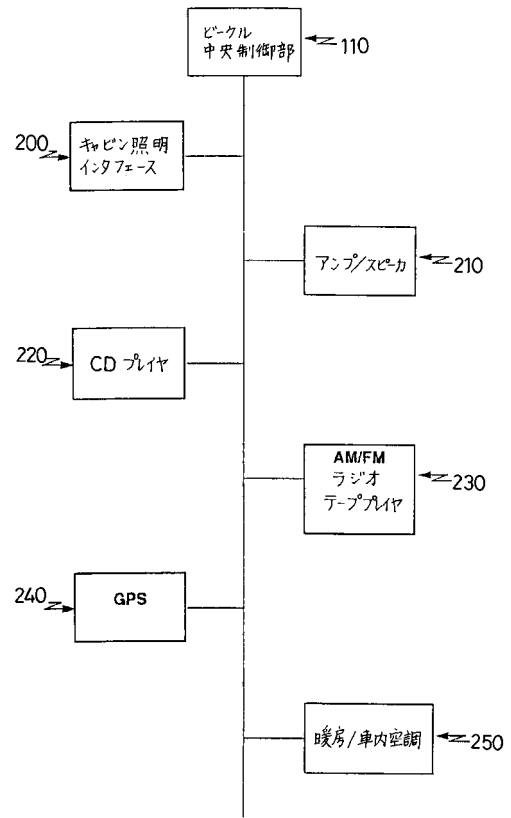 ビークル
中央制御部
110
200
キャビン照明
インタフェース
アンプ/スピーカ
210
220
CD プレイヤ
AM/FM
ラジオ
テーププレイヤ
230
240
GPS
暖房/車内空調
250